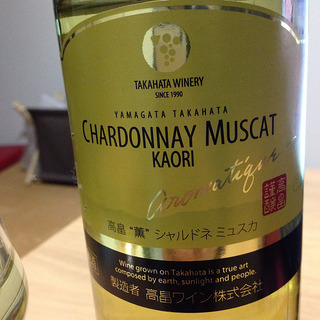 TAKAHATA WINERY
SINCE 1990
YAMAGATA TAKAHATA
CHARDONNAY MUSCAT
KAORI
Aromatique
高畠
高畠 "薫" シャルドネ ミュスカ
Wine grown on Takahata is a true art
composed by earth, sunlight and people.
製造者 高畠ワイン株式会社